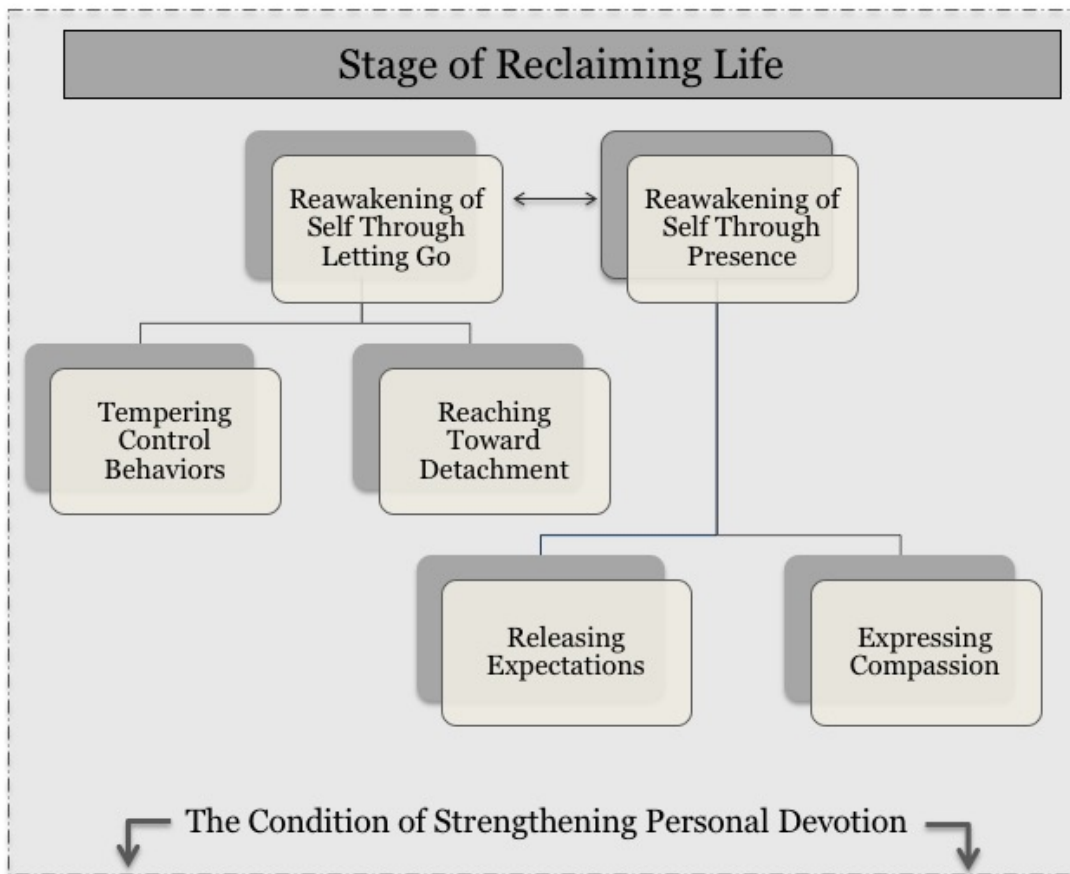 Stage of Reclaiming Life
Reawakening of
Self Through
Letting Go
Reawakening of
Self Through
Presence
Tempering
Control
Behaviors
Reaching
Toward
Detachment
Releasing
Expectations
Expressing
Compassion
The Condition of Strengthening Personal Devotion